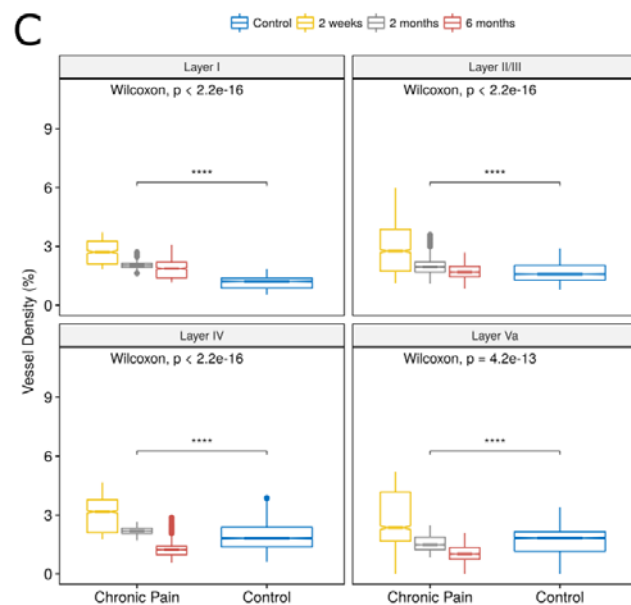 C
Control 2 weeks 2 months 6 months
Layer I
Layer II/III
Wilcoxon, p < 2.2e-16
Wilcoxon, p < 2.2e-16
****
****
9
6
3
0
Layer IV
Layer Va
Wilcoxon, p < 2.2e-16
Wilcoxon, p = 4.2e-13
****
****
9
6
3
0
Vessel Density (%)
Chronic Pain
Control
Chronic Pain
Control